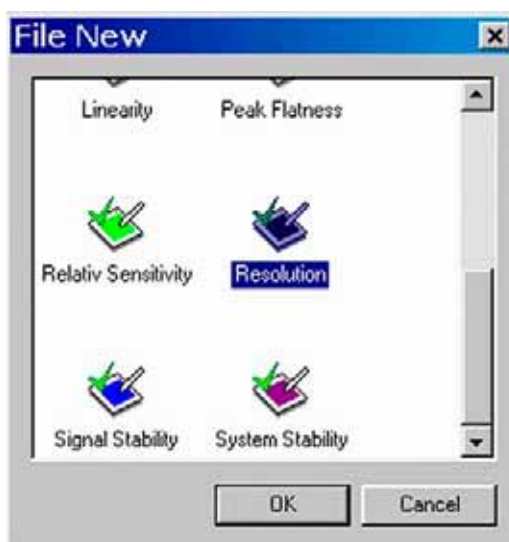 File New
Linearity Peak Flatness
Relativ Sensitivity Resolution
Signal Stability System Stability
OK Cancel